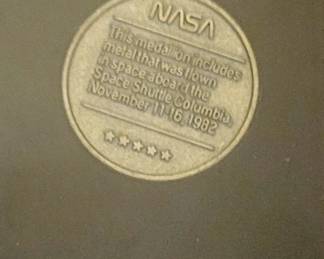 NASA
This medallion includes
metal that was flown
in space aboard the
Space Shuttle Columbia,
November 11-16, 1982